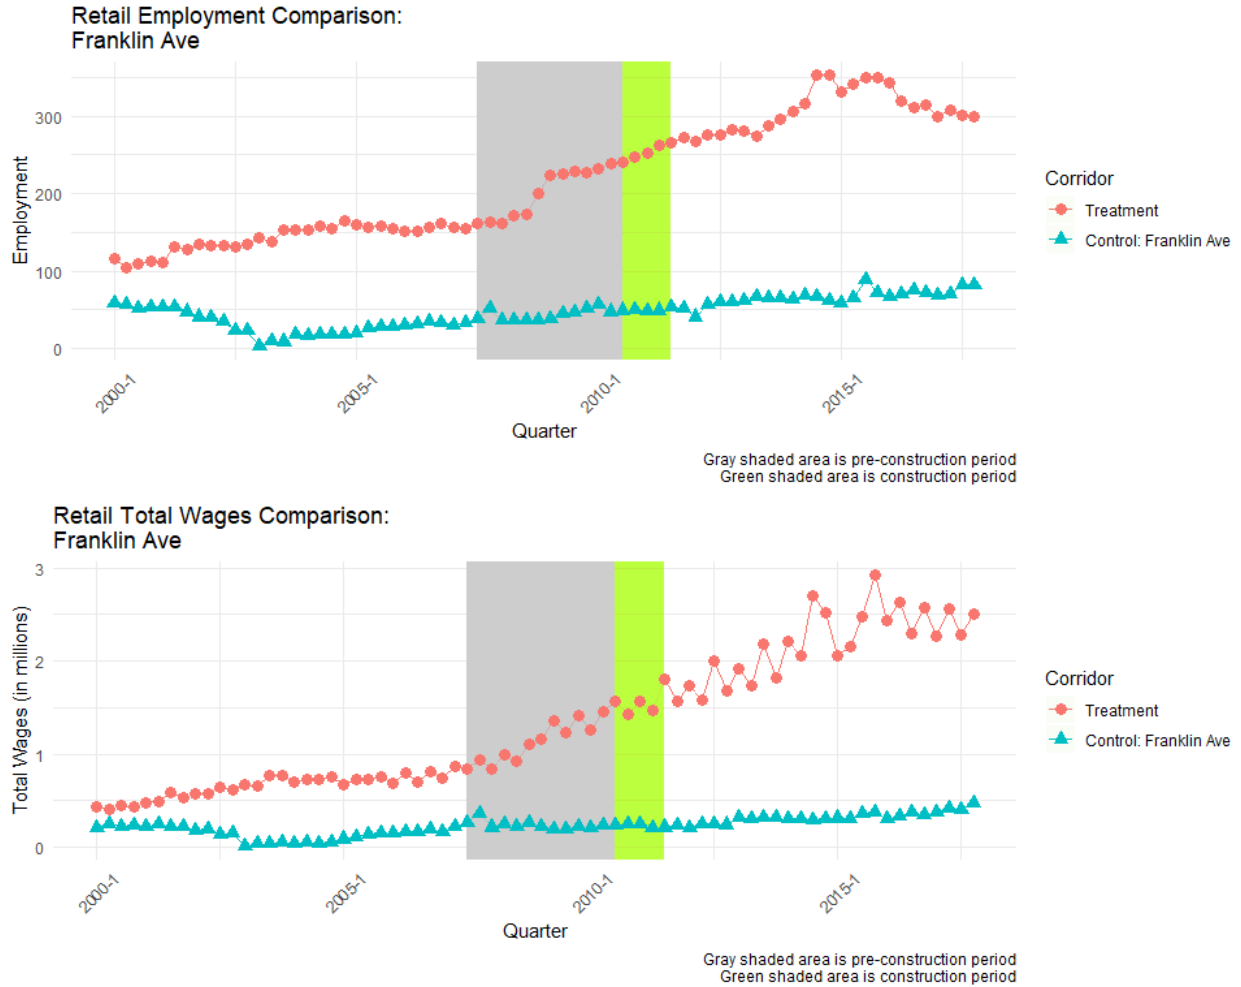 Retail Employment Comparison:
Franklin Ave
Employment
300
200
100
0
2000-1
2005-1
2010-1
2015-1
Quarter
Corridor
Treatment
Control: Franklin Ave
Gray shaded area is pre-construction period
Green shaded area is construction period
Retail Total Wages Comparison:
Franklin Ave
Total Wages (in millions)
3
2
1
0
2000-1
2005-1
2010-1
2015-1
Quarter
Corridor
Treatment
Control: Franklin Ave
Gray shaded area is pre-construction period
Green shaded area is construction period